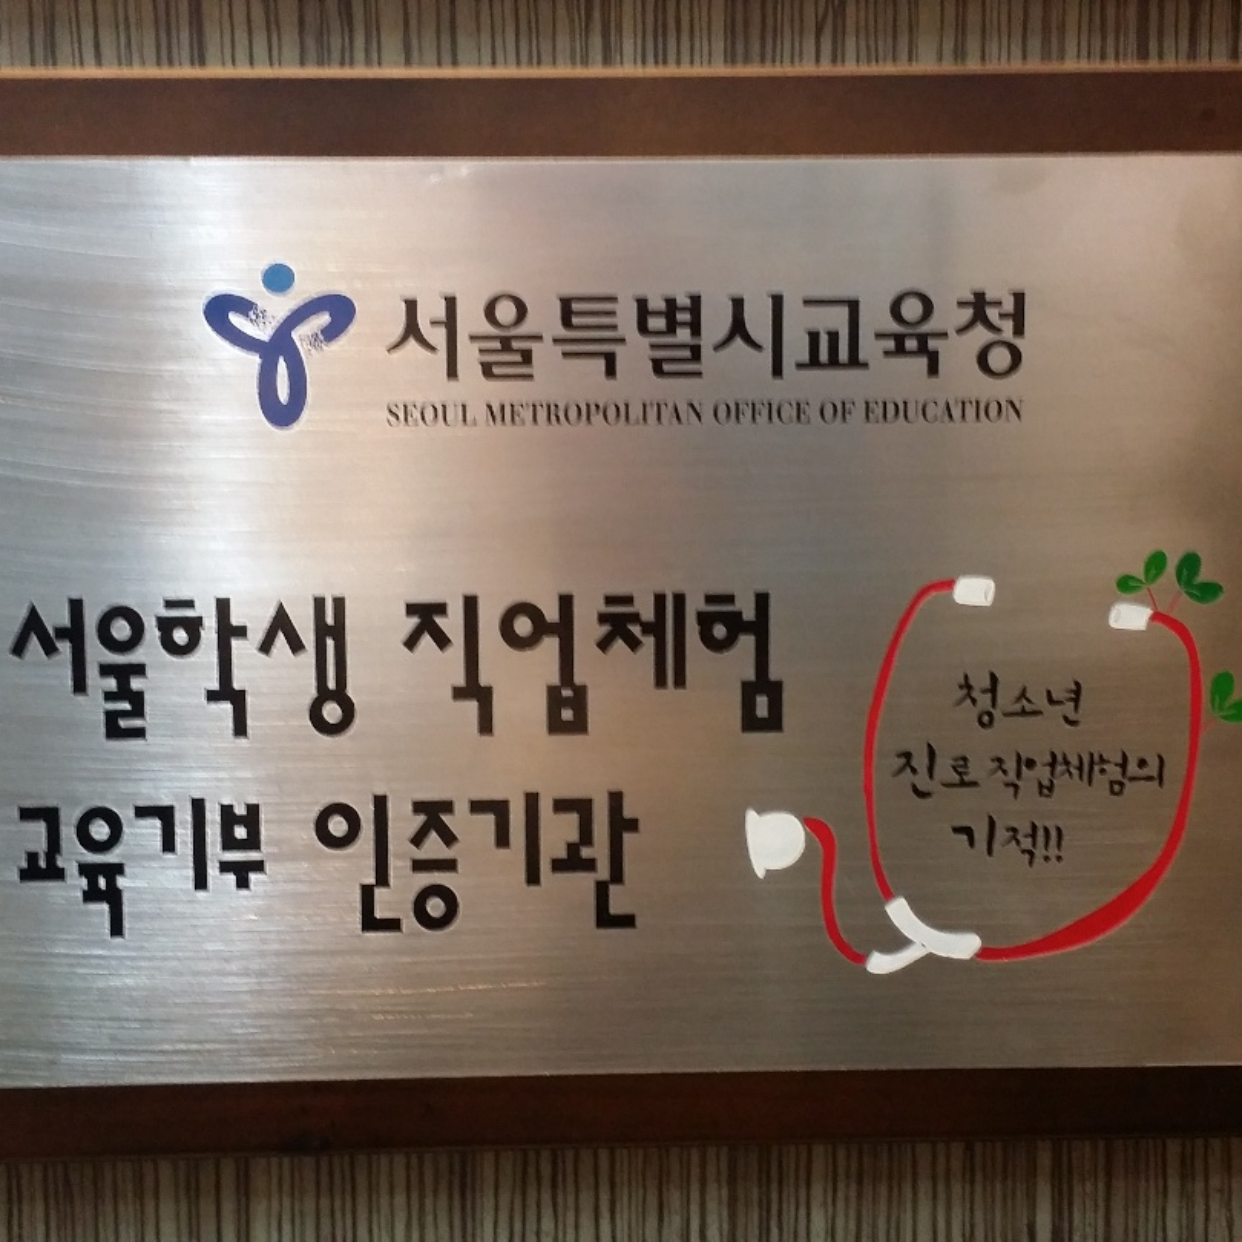 서울특별시교육청
SEOUL METROPOLITAN OFFICE OF EDUCATION
서울학생 직업체험
교육기부 인증기관
청소년
진로직업체험의
기적!!